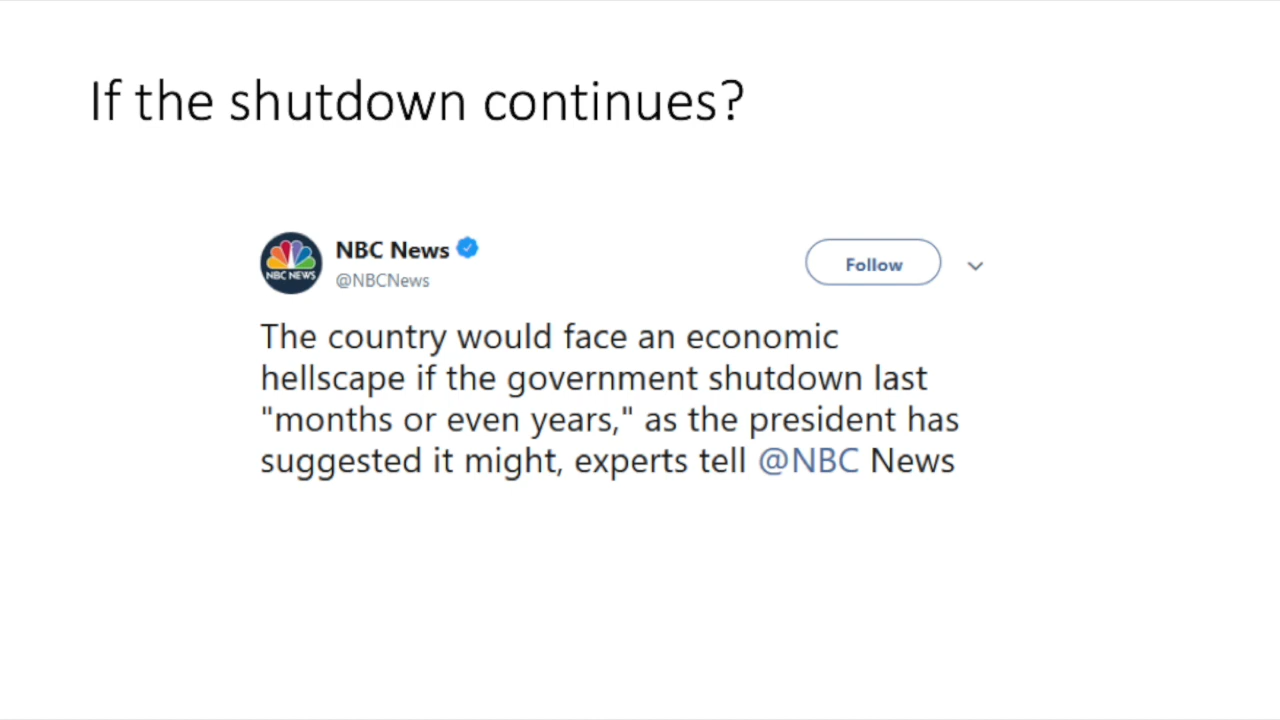 If the shutdown continues?
NBC News
NBC NEWS
@NBCNews
Follow
The country would face an economic
hellscape if the government shutdown last
"months or even years," as the president has
suggested it might, experts tell @NBC News